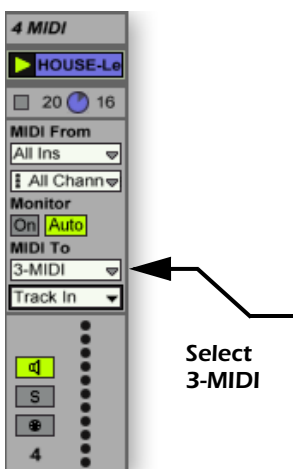 4 MIDI
HOUSE-Le
20 16
MIDI From
All Ins
All Chann
Monitor
On Auto
MIDI To
3-MIDI
Track In
Select
3-MIDI
S
4